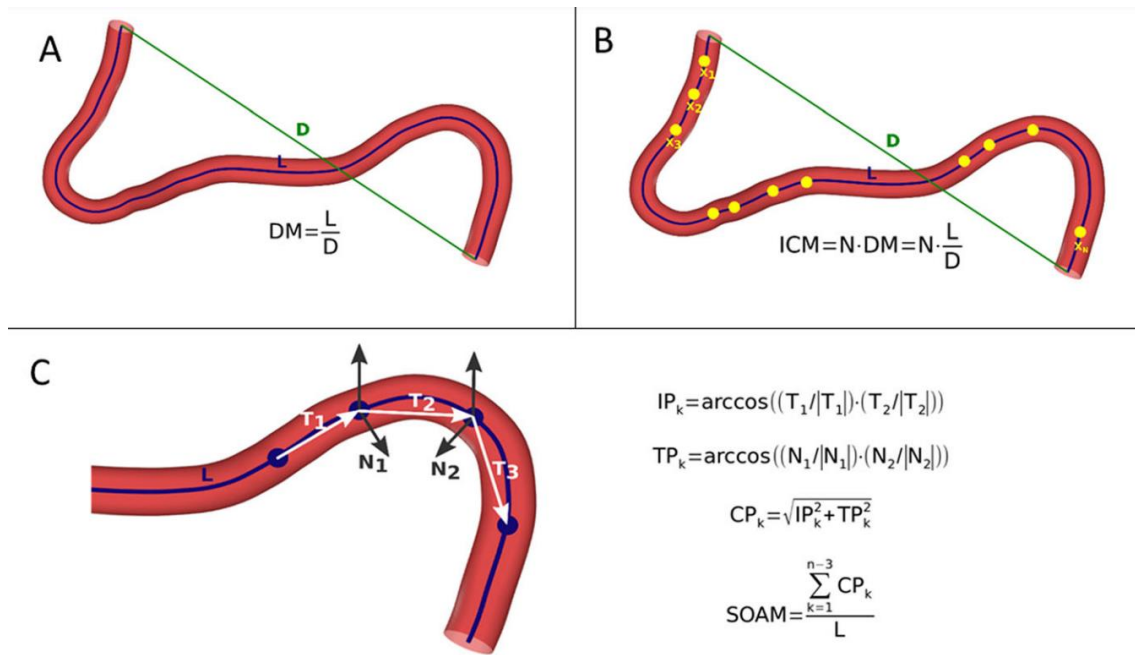 A
D
L
DM=L/D
B
X₁
X₂
X₃
D
L
Xₙ
ICM=N·DM=N·L/D
C
L
T₁
T₂
T₃
N₁
N₂
IPₖ=arccos((T₁/|T₁|)·(T₂/|T₂|))
TPₖ=arccos((N₁/|N₁|)·(N₂/|N₂|))
CPₖ=√(IPₖ²+TPₖ²)
SOAM=∑ₖ₌₁ⁿ⁻³ CPₖ/L